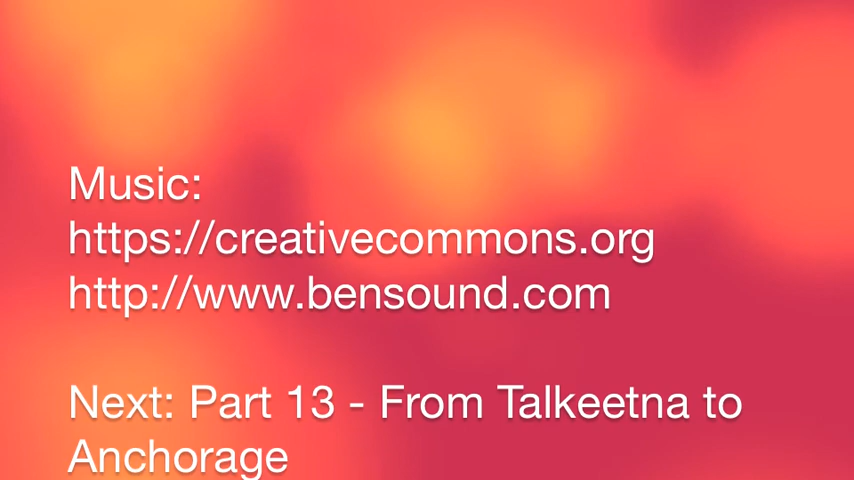 Music:
https://creativecommons.org
http://www.bensound.com
Next: Part 13 - From Talkeetna to
Anchorage